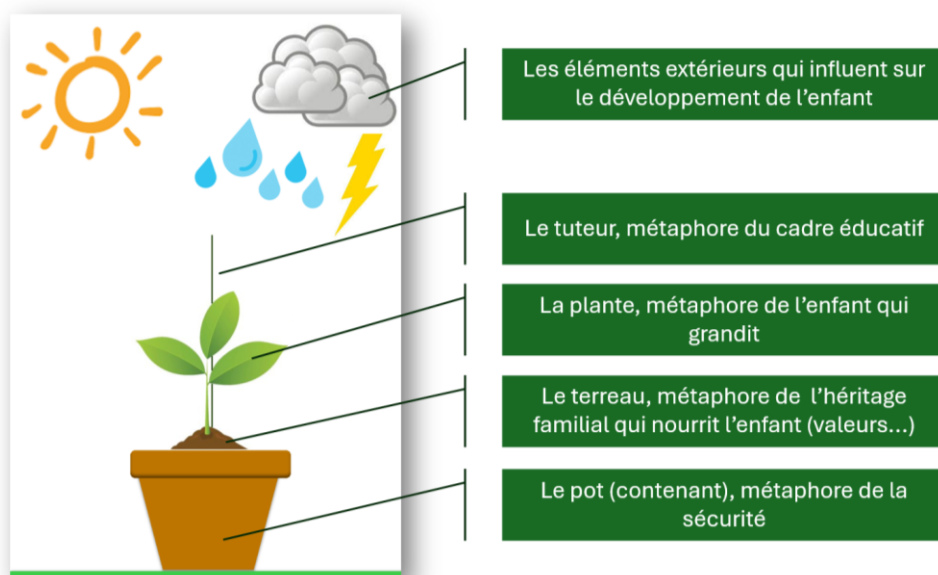 Les éléments extérieurs qui influent sur
le développement de l’enfant
Le tuteur, métaphore du cadre éducatif
La plante, métaphore de l’enfant qui
grandit
Le terreau, métaphore de  l’héritage
familial qui nourrit l’enfant (valeurs…)
Le pot (contenant), métaphore de la
sécurité